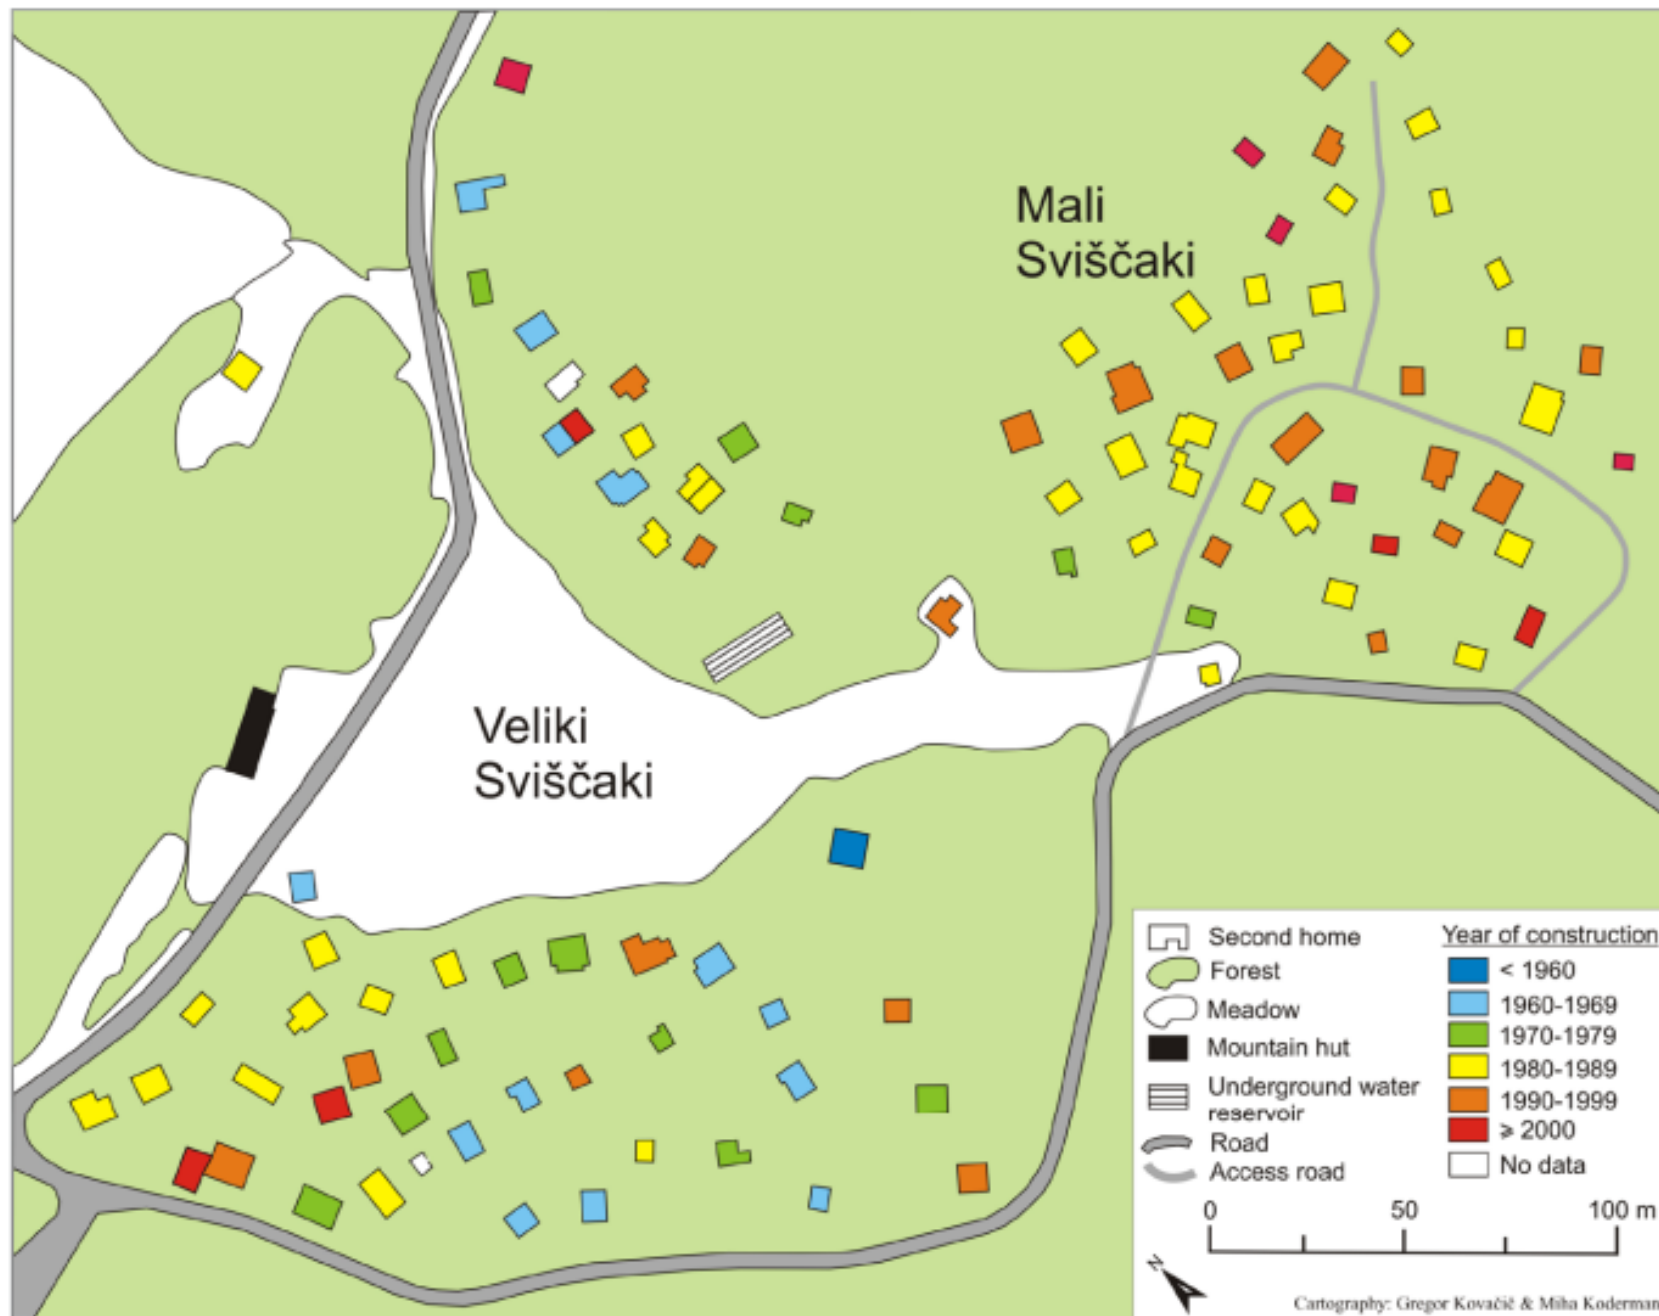 Mali
Sviščaki
Veliki
Sviščaki
Second home
Forest
Meadow
Mountain hut
Underground water
reservoir
Road
Access road
Year of construction
< 1960
1960-1969
1970-1979
1980-1989
1990-1999
⩾ 2000
No data
0 50 100 m
N
Cartography: Gregor Kovačič & Miha Koderman